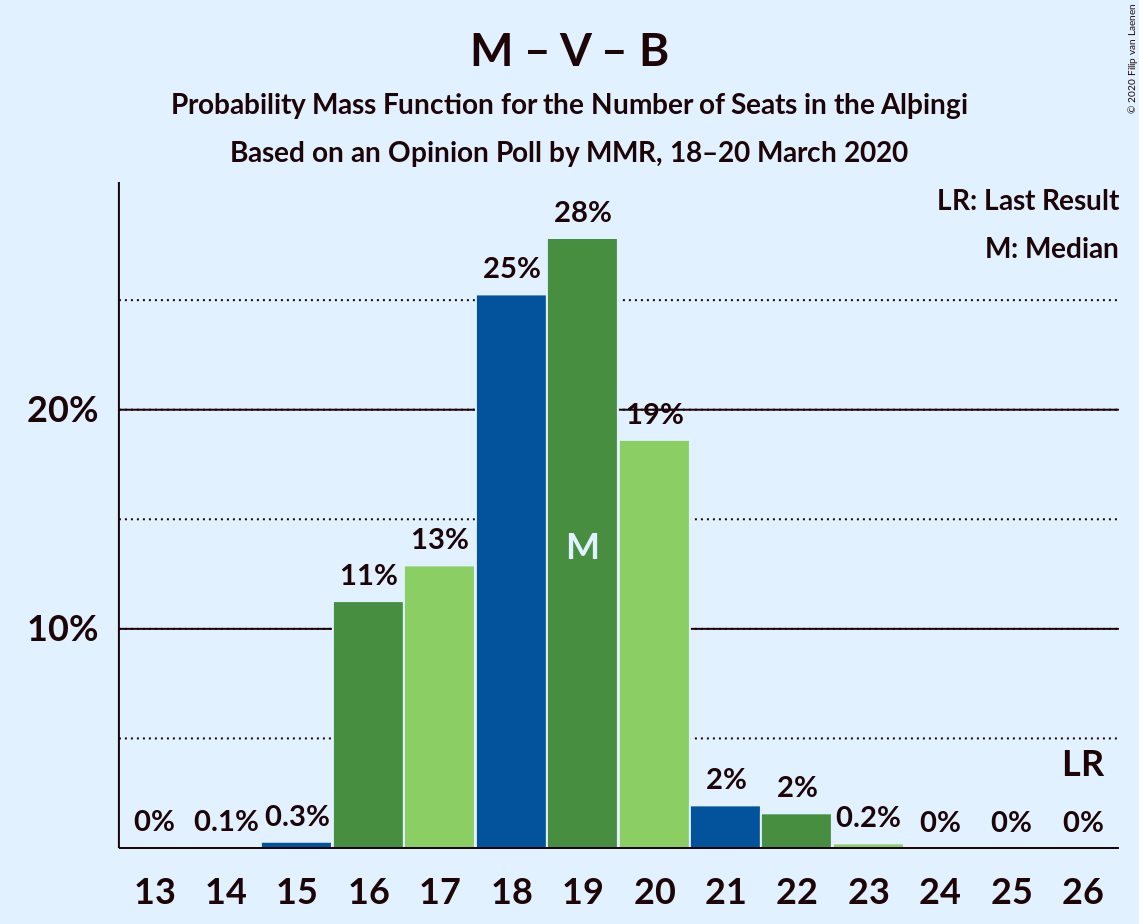 M – V – B
Probability Mass Function for the Number of Seats in the Alþingi
Based on an Opinion Poll by MMR, 18–20 March 2020
© 2020 Filip van Laenen
LR: Last Result
M: Median
28%
25%
20%
19%
13%
M
11%
10%
LR
2%
2%
0%
0.1%
0.3%
0.2%
0%
0%
0%
13 14 15 16 17 18 19 20 21 22 23 24 25 26